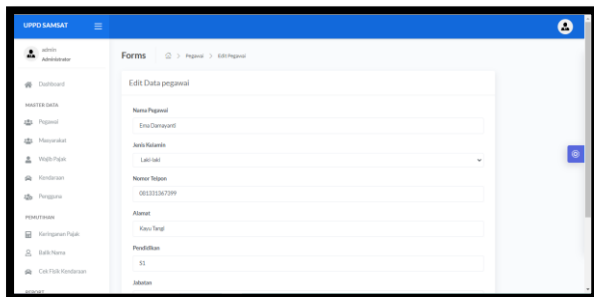 UPPD SAMSAT
admin
Administrator
Forms
Pegawai
Edit Pegawai
Dashboard
Edit Data pegawai
MASTER DATA
Nama Pegawai
Pegawai
Ema Damayanti
Masyarakat
Jenis Kelamin
Wajib Pajak
Laki-laki
Kendaraan
Nomor Telpon
Pengguna
081331367399
PEMUTIHAN
Alamat
Keringanan Pajak
Kayu Tangi
Balik Nama
Pendidikan
S1
Cek Fisik Kendaraan
Jabatan
REPORT